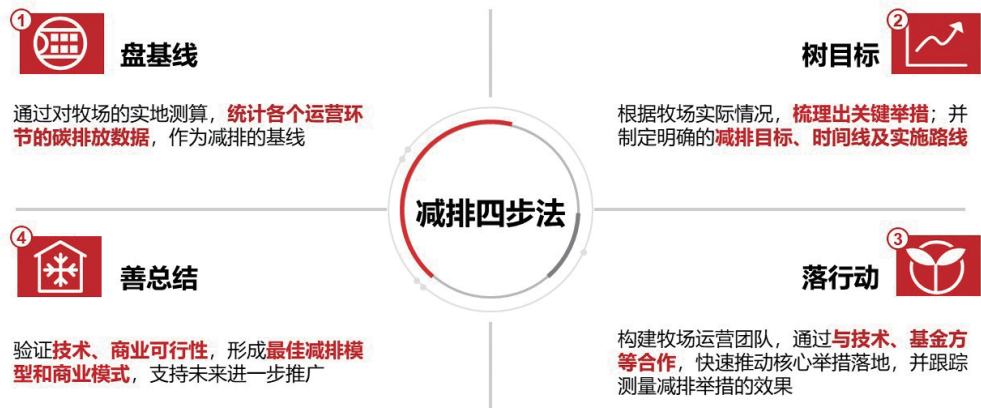 1
盘基线
通过对牧场的实地测算，统计各个运营环
节的碳排放数据，作为减排的基线
2
树目标
根据牧场实际情况，梳理出关键举措；并
制定明确的减排目标、时间线及实施路线
减排四步法
3
落行动
构建牧场运营团队，通过与技术、基金方
等合作，快速推动核心举措落地，并跟踪
测量减排举措的效果
4
善总结
验证技术、商业可行性，形成最佳减排模
型和商业模式，支持未来进一步推广